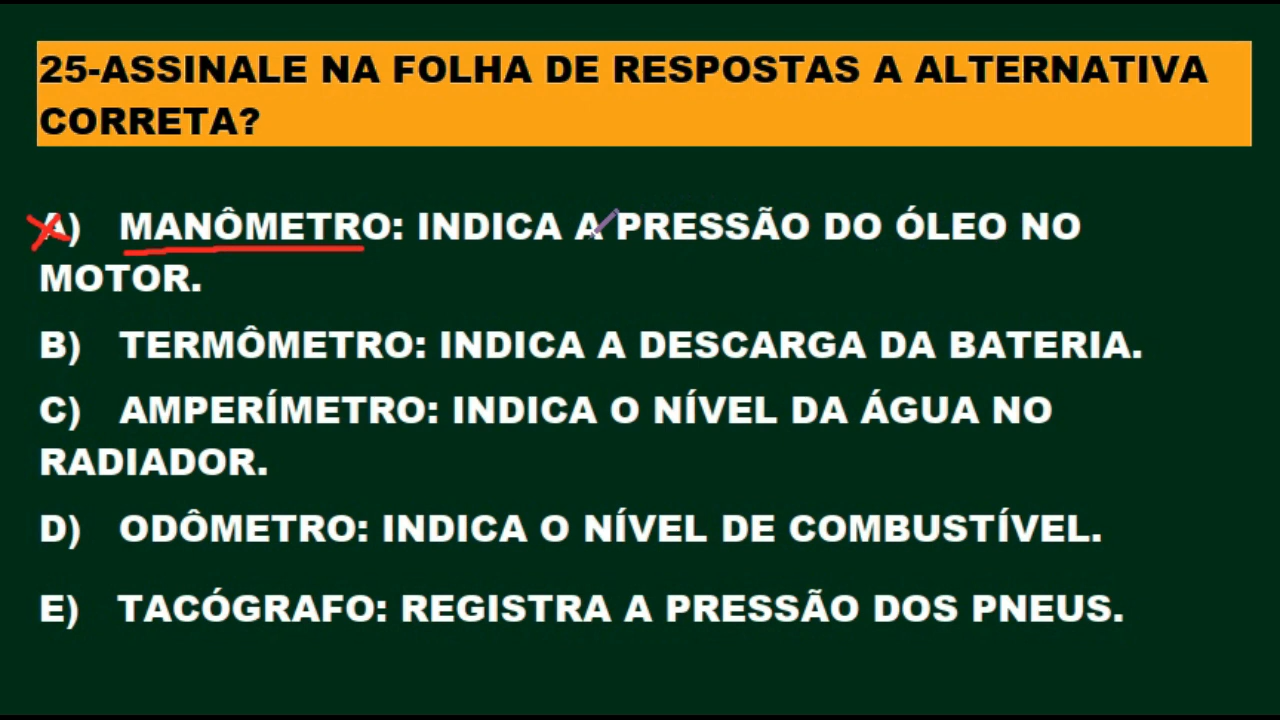 25-ASSINALE NA FOLHA DE RESPOSTAS A ALTERNATIVA
CORRETA?
A) MANÔMETRO: INDICA A PRESSÃO DO ÓLEO NO
MOTOR.
B) TERMÔMETRO: INDICA A DESCARGA DA BATERIA.
C) AMPERÍMETRO: INDICA O NÍVEL DA ÁGUA NO
RADIADOR.
D) ODÔMETRO: INDICA O NÍVEL DE COMBUSTÍVEL.
E) TACÓGRAFO: REGISTRA A PRESSÃO DOS PNEUS.